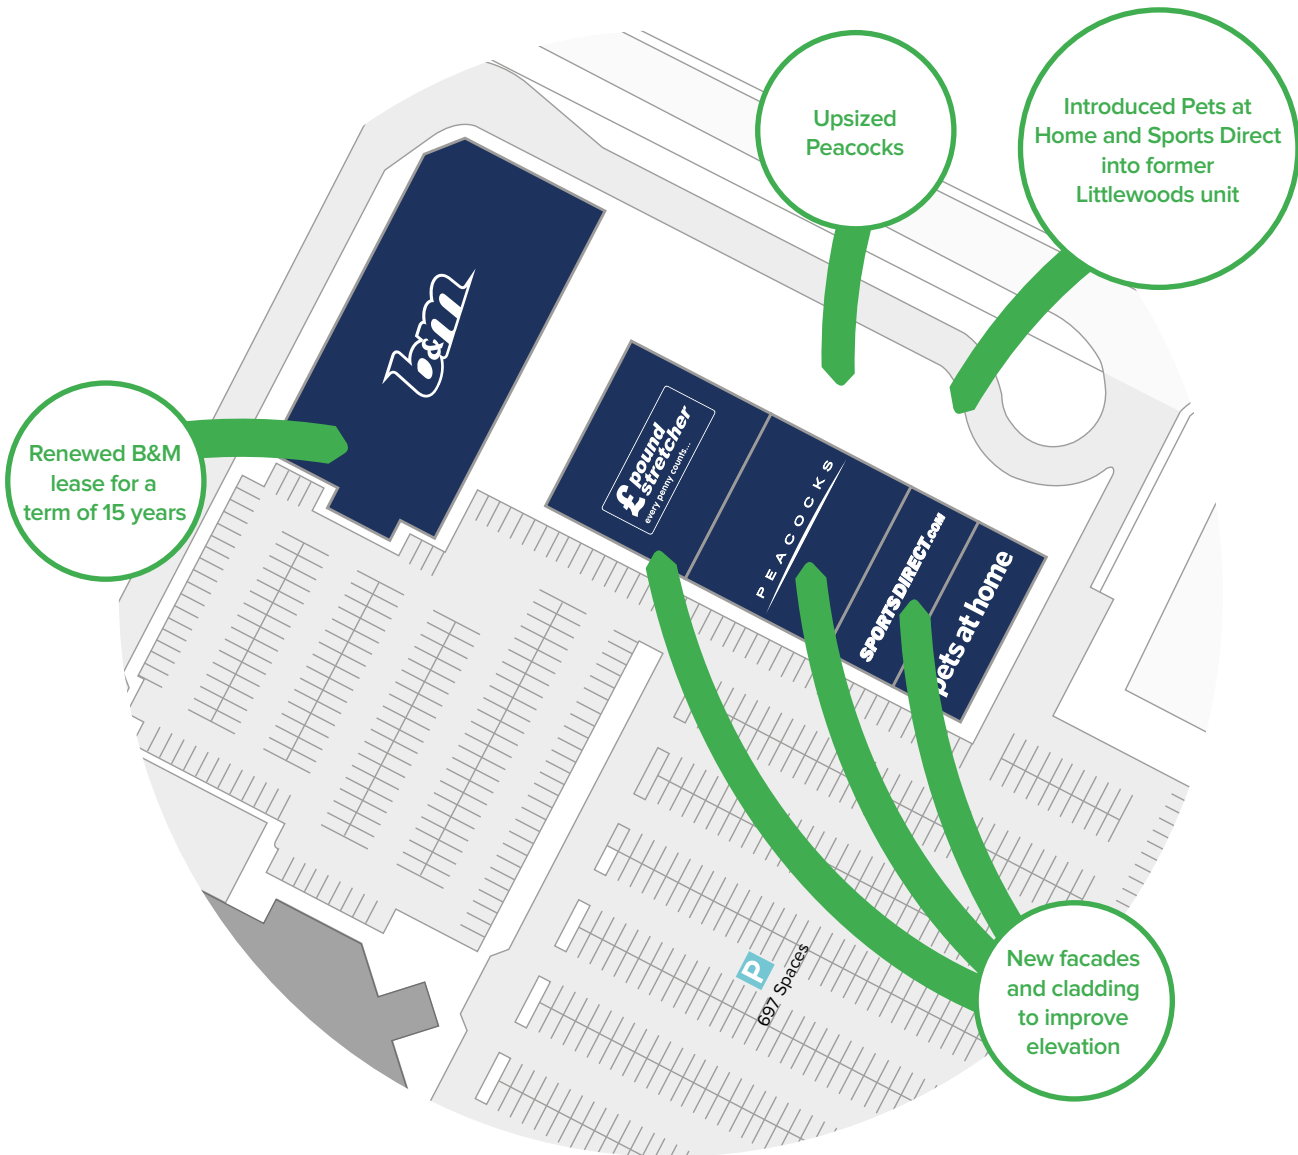 Upsized
Peacocks
Introduced Pets at
Home and Sports Direct
into former
Littlewoods unit
b&m
Renewed B&M
lease for a
term of 15 years
£ pound
stretcher
every penny counts...
PEACOCKS
SPORTSDIRECT.COM
pets at home
P
697 Spaces
New facades
and cladding
to improve
elevation